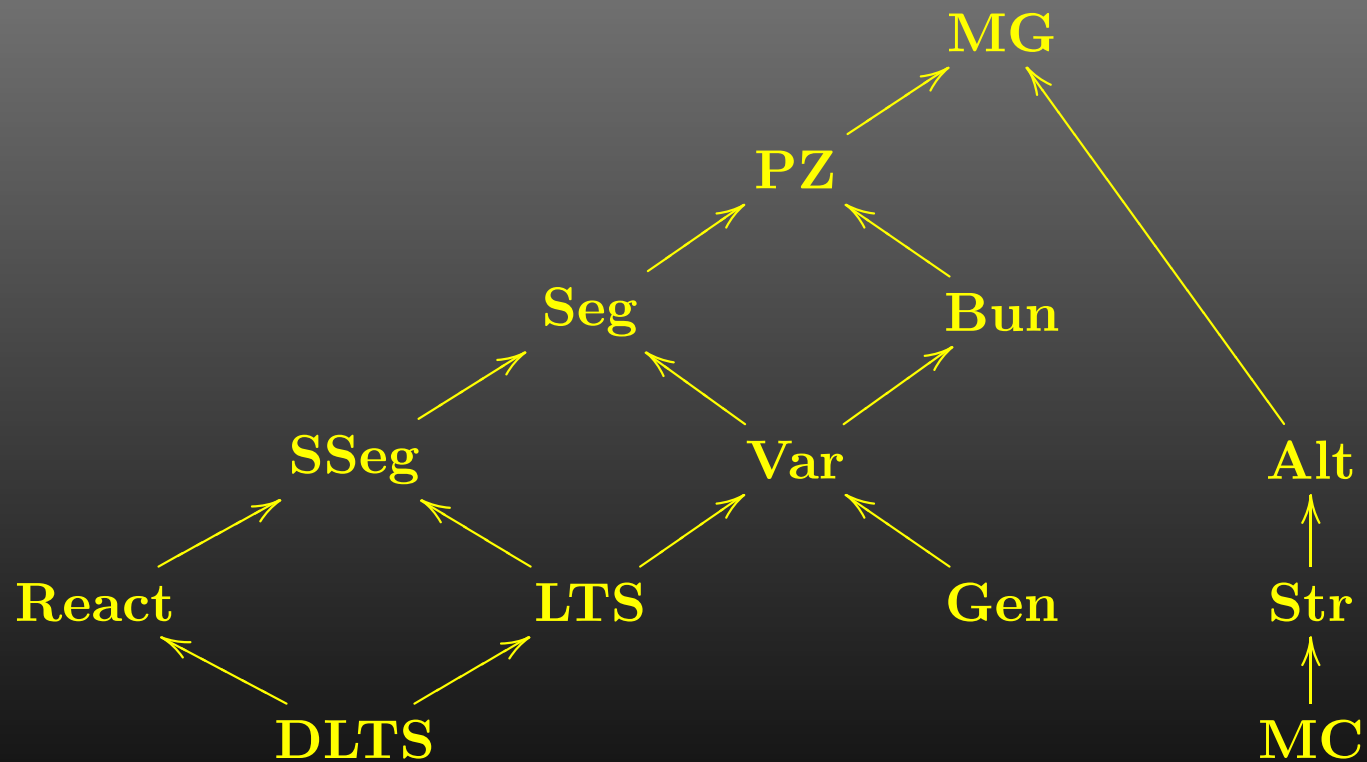 MG
PZ
Seg Bun
SSeg Var Alt
React LTS Gen Str
DLTS MC